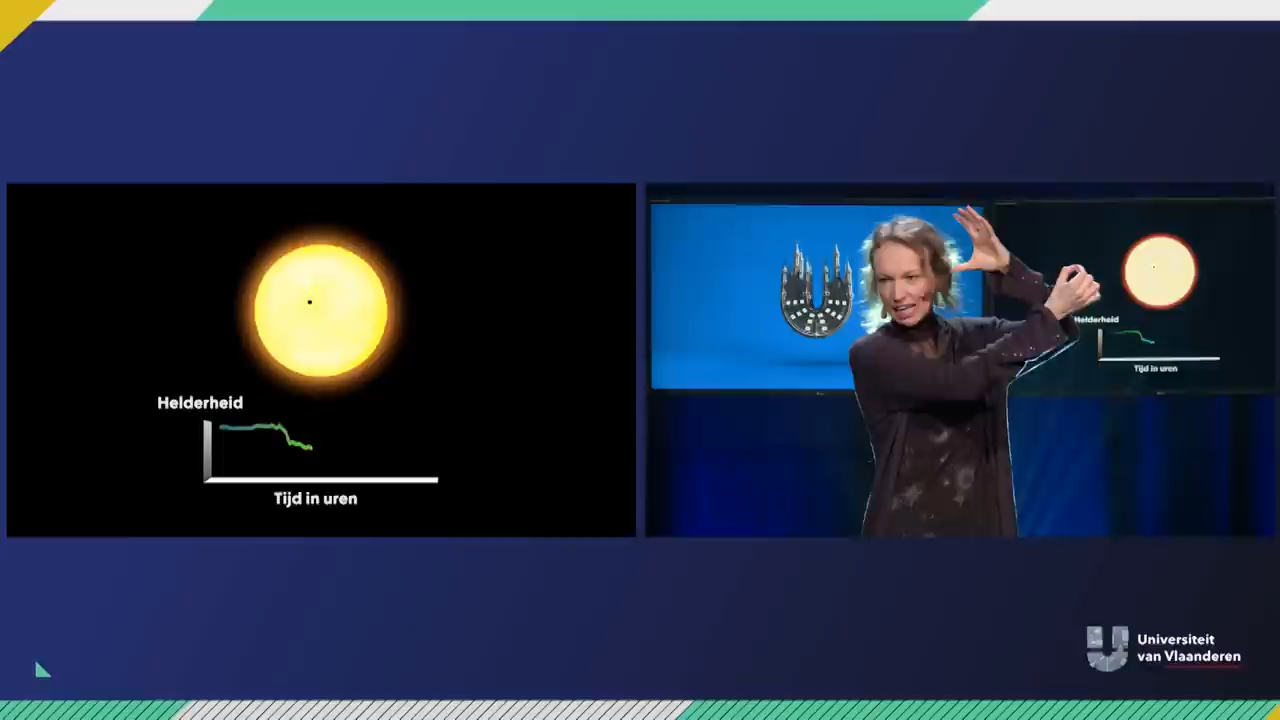 Helderheid
Tijd in uren
Helderheid
Tijd in uren
Universiteit
van Vlaanderen